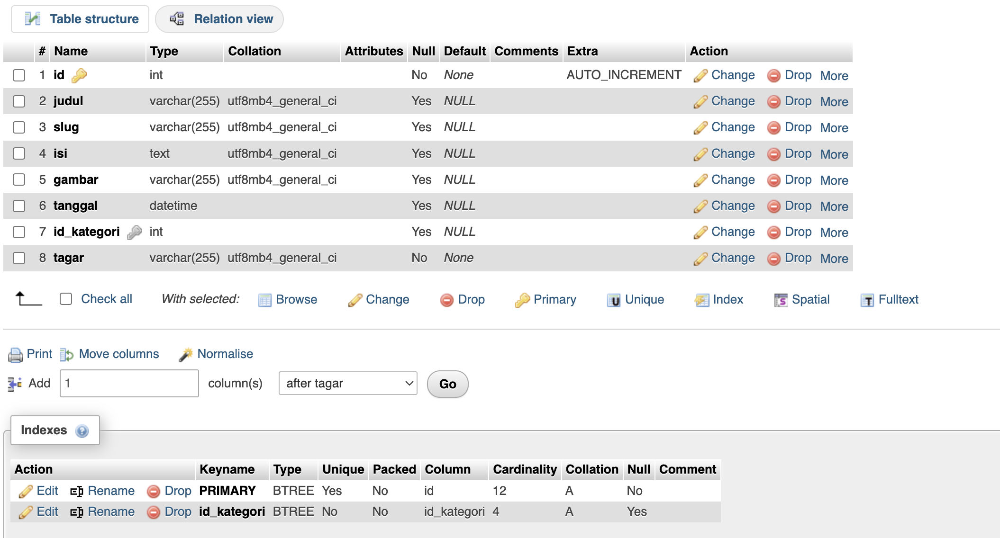 Table structure Relation view
# Name Type Collation Attributes Null Default Comments Extra Action
1 id int No None AUTO_INCREMENT Change Drop More
2 judul varchar(255) utf8mb4_general_ci Yes NULL Change Drop More
3 slug varchar(255) utf8mb4_general_ci Yes NULL Change Drop More
4 isi text utf8mb4_general_ci Yes NULL Change Drop More
5 gambar varchar(255) utf8mb4_general_ci Yes NULL Change Drop More
6 tanggal datetime Yes NULL Change Drop More
7 id_kategori int Yes NULL Change Drop More
8 tagar varchar(255) utf8mb4_general_ci No None Change Drop More
Check all With selected: Browse Change Drop Primary Unique Index Spatial Fulltext
Print Move columns Normalise
Add 1 column(s) after tagar Go
Indexes
Action Keyname Type Unique Packed Column Cardinality Collation Null Comment
Edit Rename Drop PRIMARY BTREE Yes No id 12 A No
Edit Rename Drop id_kategori BTREE No No id_kategori 4 A Yes